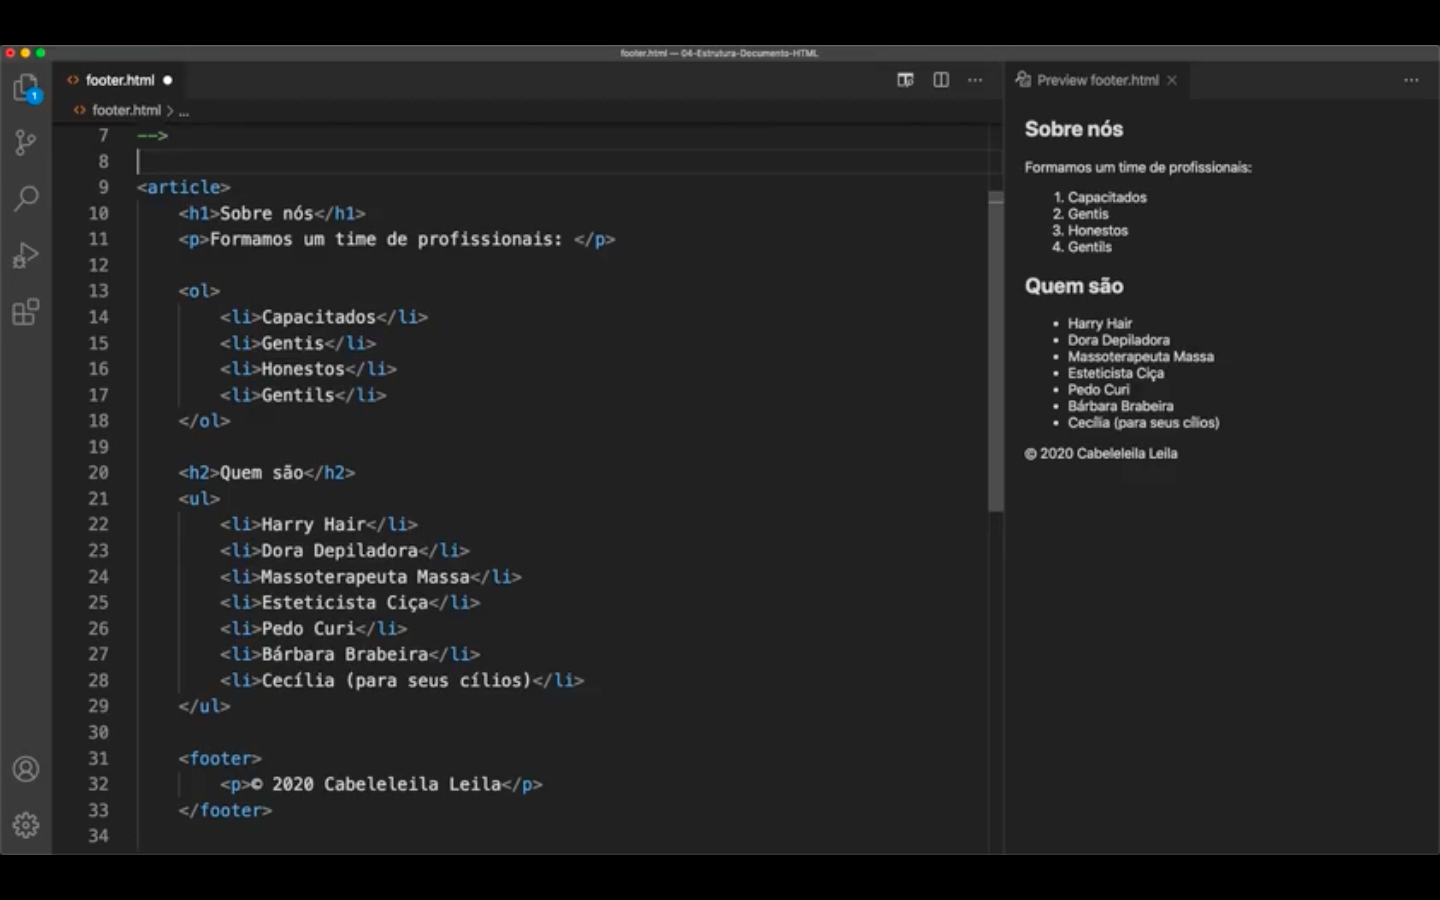 footer.html — 04-Estrutura-Documento-HTML
footer.html
Preview footer.html
footer.html > ...
1
7 -->
8
9 <article>
10 <h1>Sobre nós</h1>
11 <p>Formamos um time de profissionais: </p>
12
13 <ol>
14 <li>Capacitados</li>
15 <li>Gentis</li>
16 <li>Honestos</li>
17 <li>Gentils</li>
18 </ol>
19
20 <h2>Quem são</h2>
21 <ul>
22 <li>Harry Hair</li>
23 <li>Dora Depiladora</li>
24 <li>Massoterapeuta Massa</li>
25 <li>Esteticista Ciça</li>
26 <li>Pedo Curi</li>
27 <li>Bárbara Brabeira</li>
28 <li>Cecília (para seus cílios)</li>
29 </ul>
30
31 <footer>
32 <p>© 2020 Cabeleleila Leila</p>
33 </footer>
34
Sobre nós
Formamos um time de profissionais:
1. Capacitados
2. Gentis
3. Honestos
4. Gentils
Quem são
• Harry Hair
• Dora Depiladora
• Massoterapeuta Massa
• Esteticista Ciça
• Pedo Curi
• Bárbara Brabeira
• Cecília (para seus cílios)
© 2020 Cabeleleila Leila